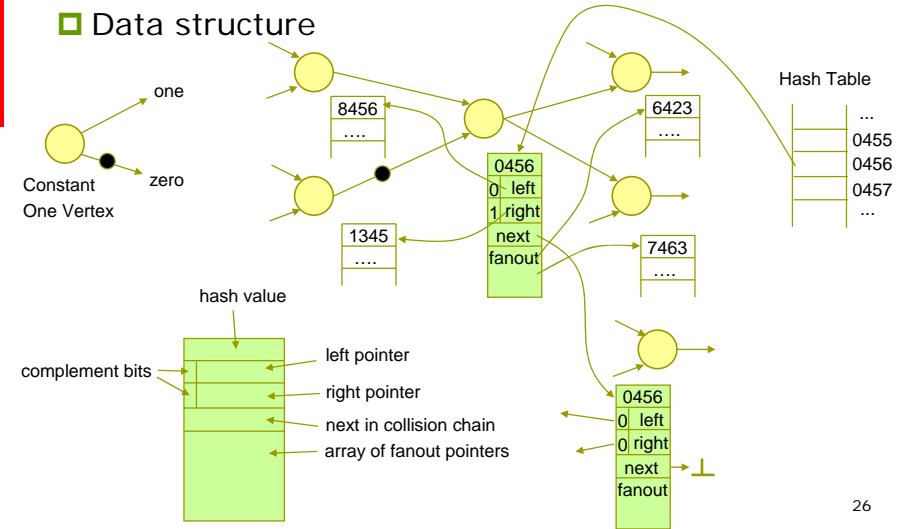 Data structure
one
zero
Constant
One Vertex
8456
....
1345
....
0456
0 left
1 right
next
fanout
6423
....
7463
....
Hash Table
...
0455
0456
0457
...
hash value
complement bits
left pointer
right pointer
next in collision chain
array of fanout pointers
0456
0 left
0 right
next
fanout
26